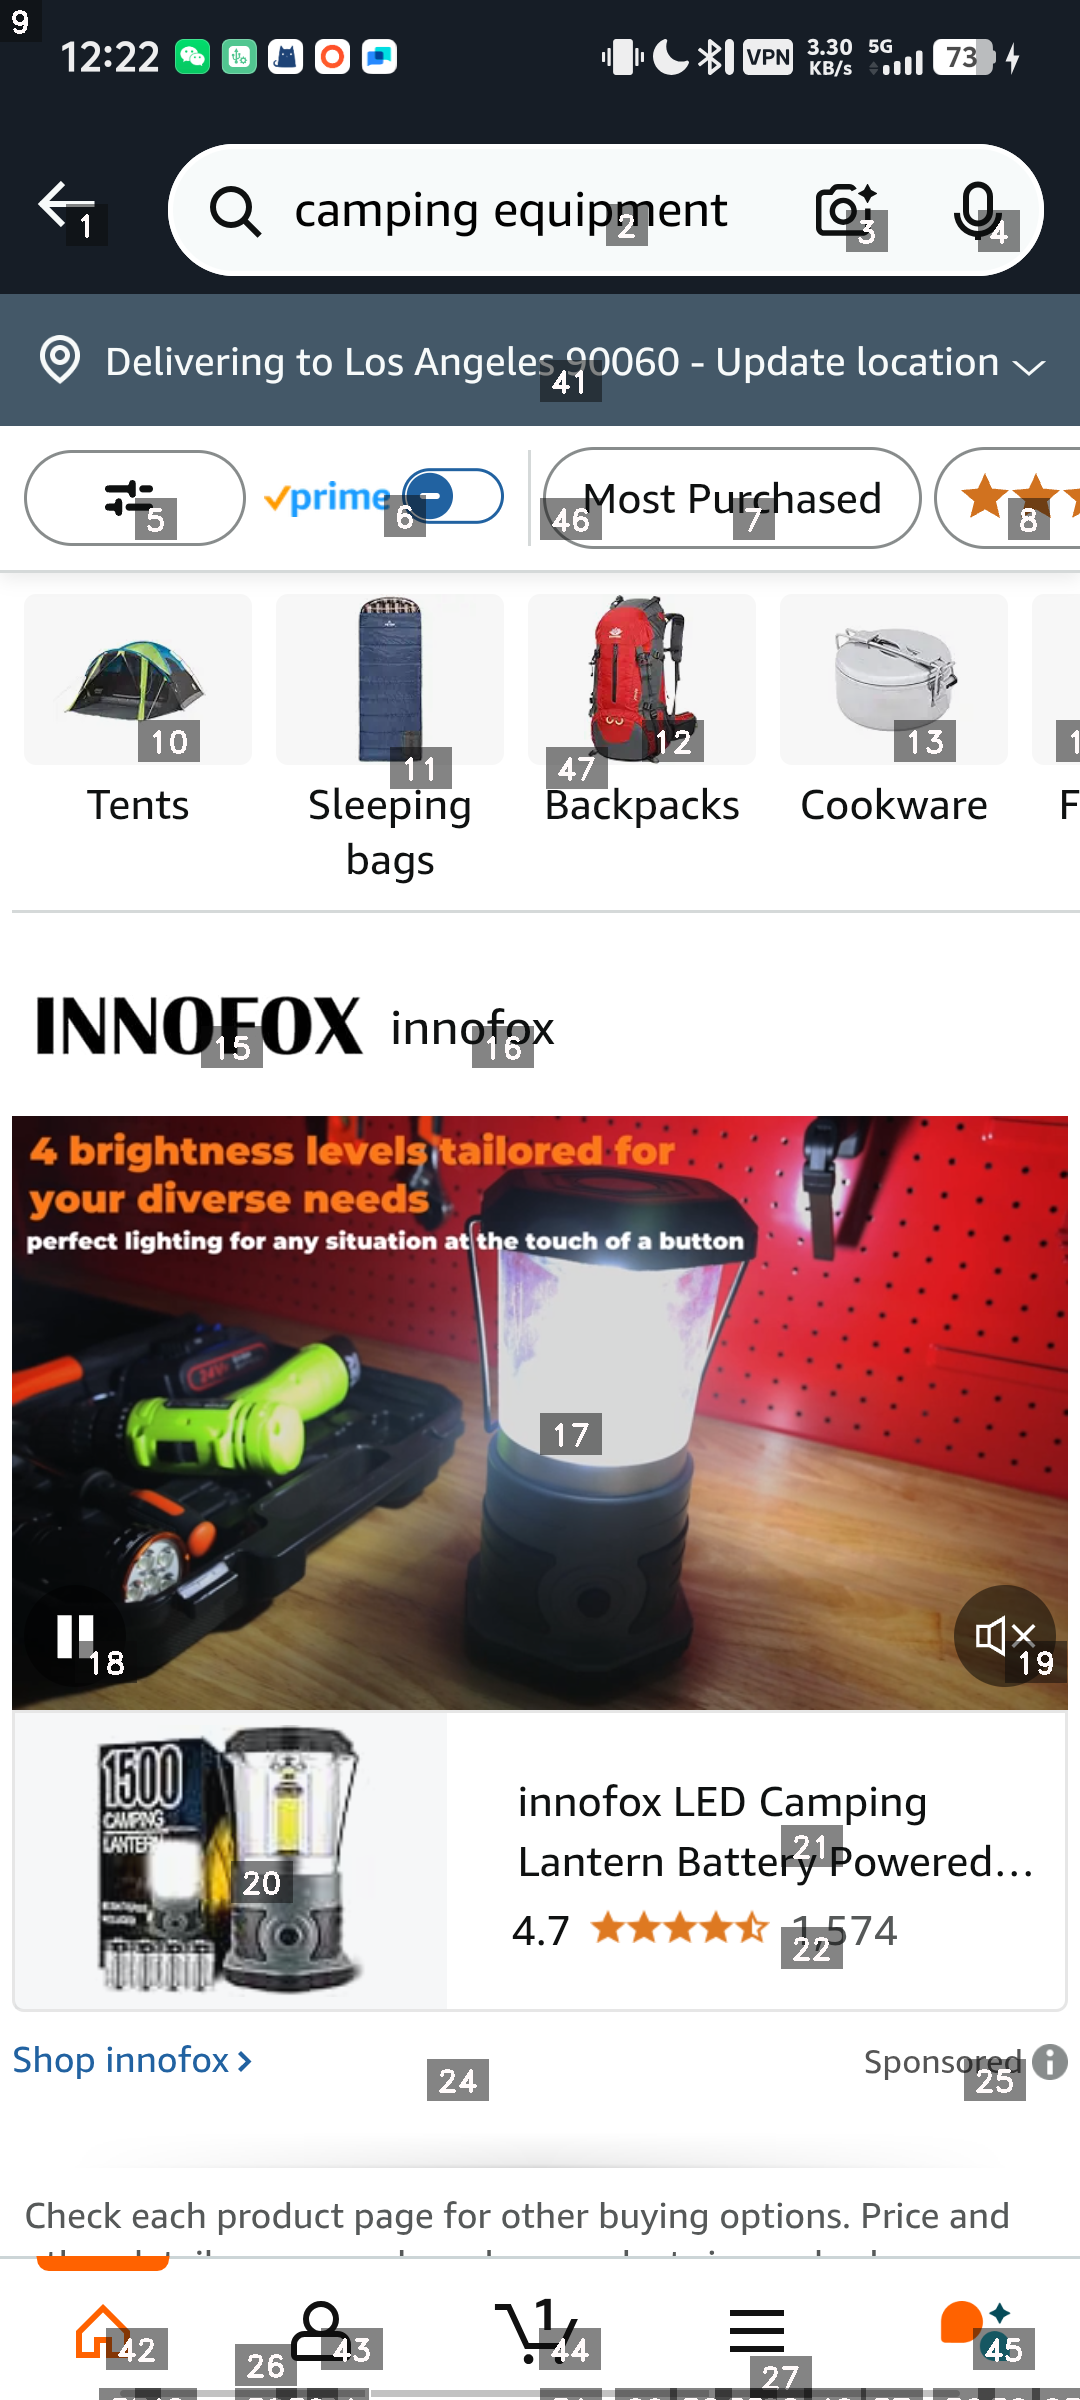 9
12:22
VPN
3.30 KB/s
5G
73
1
camping equipment
2
3
4
Delivering to Los Angeles 90060 - Update location
41
5
prime
6
46
Most Purchased
7
8
10
11
47
12
13
1
Tents
Sleeping bags
Backpacks
Cookware
F
INNOFOX
15
innofox
16
4 brightness levels tailored for
your diverse needs
perfect lighting for any situation at the touch of a button
24V
17
18
19
1500
CAMPING
LANTERN
20
innofox LED Camping
Lantern Battery Powered...
21
4.7
1,574
22
Shop innofox
24
Sponsored
25
Check each product page for other buying options. Price and
1
42
26
43
44
27
45